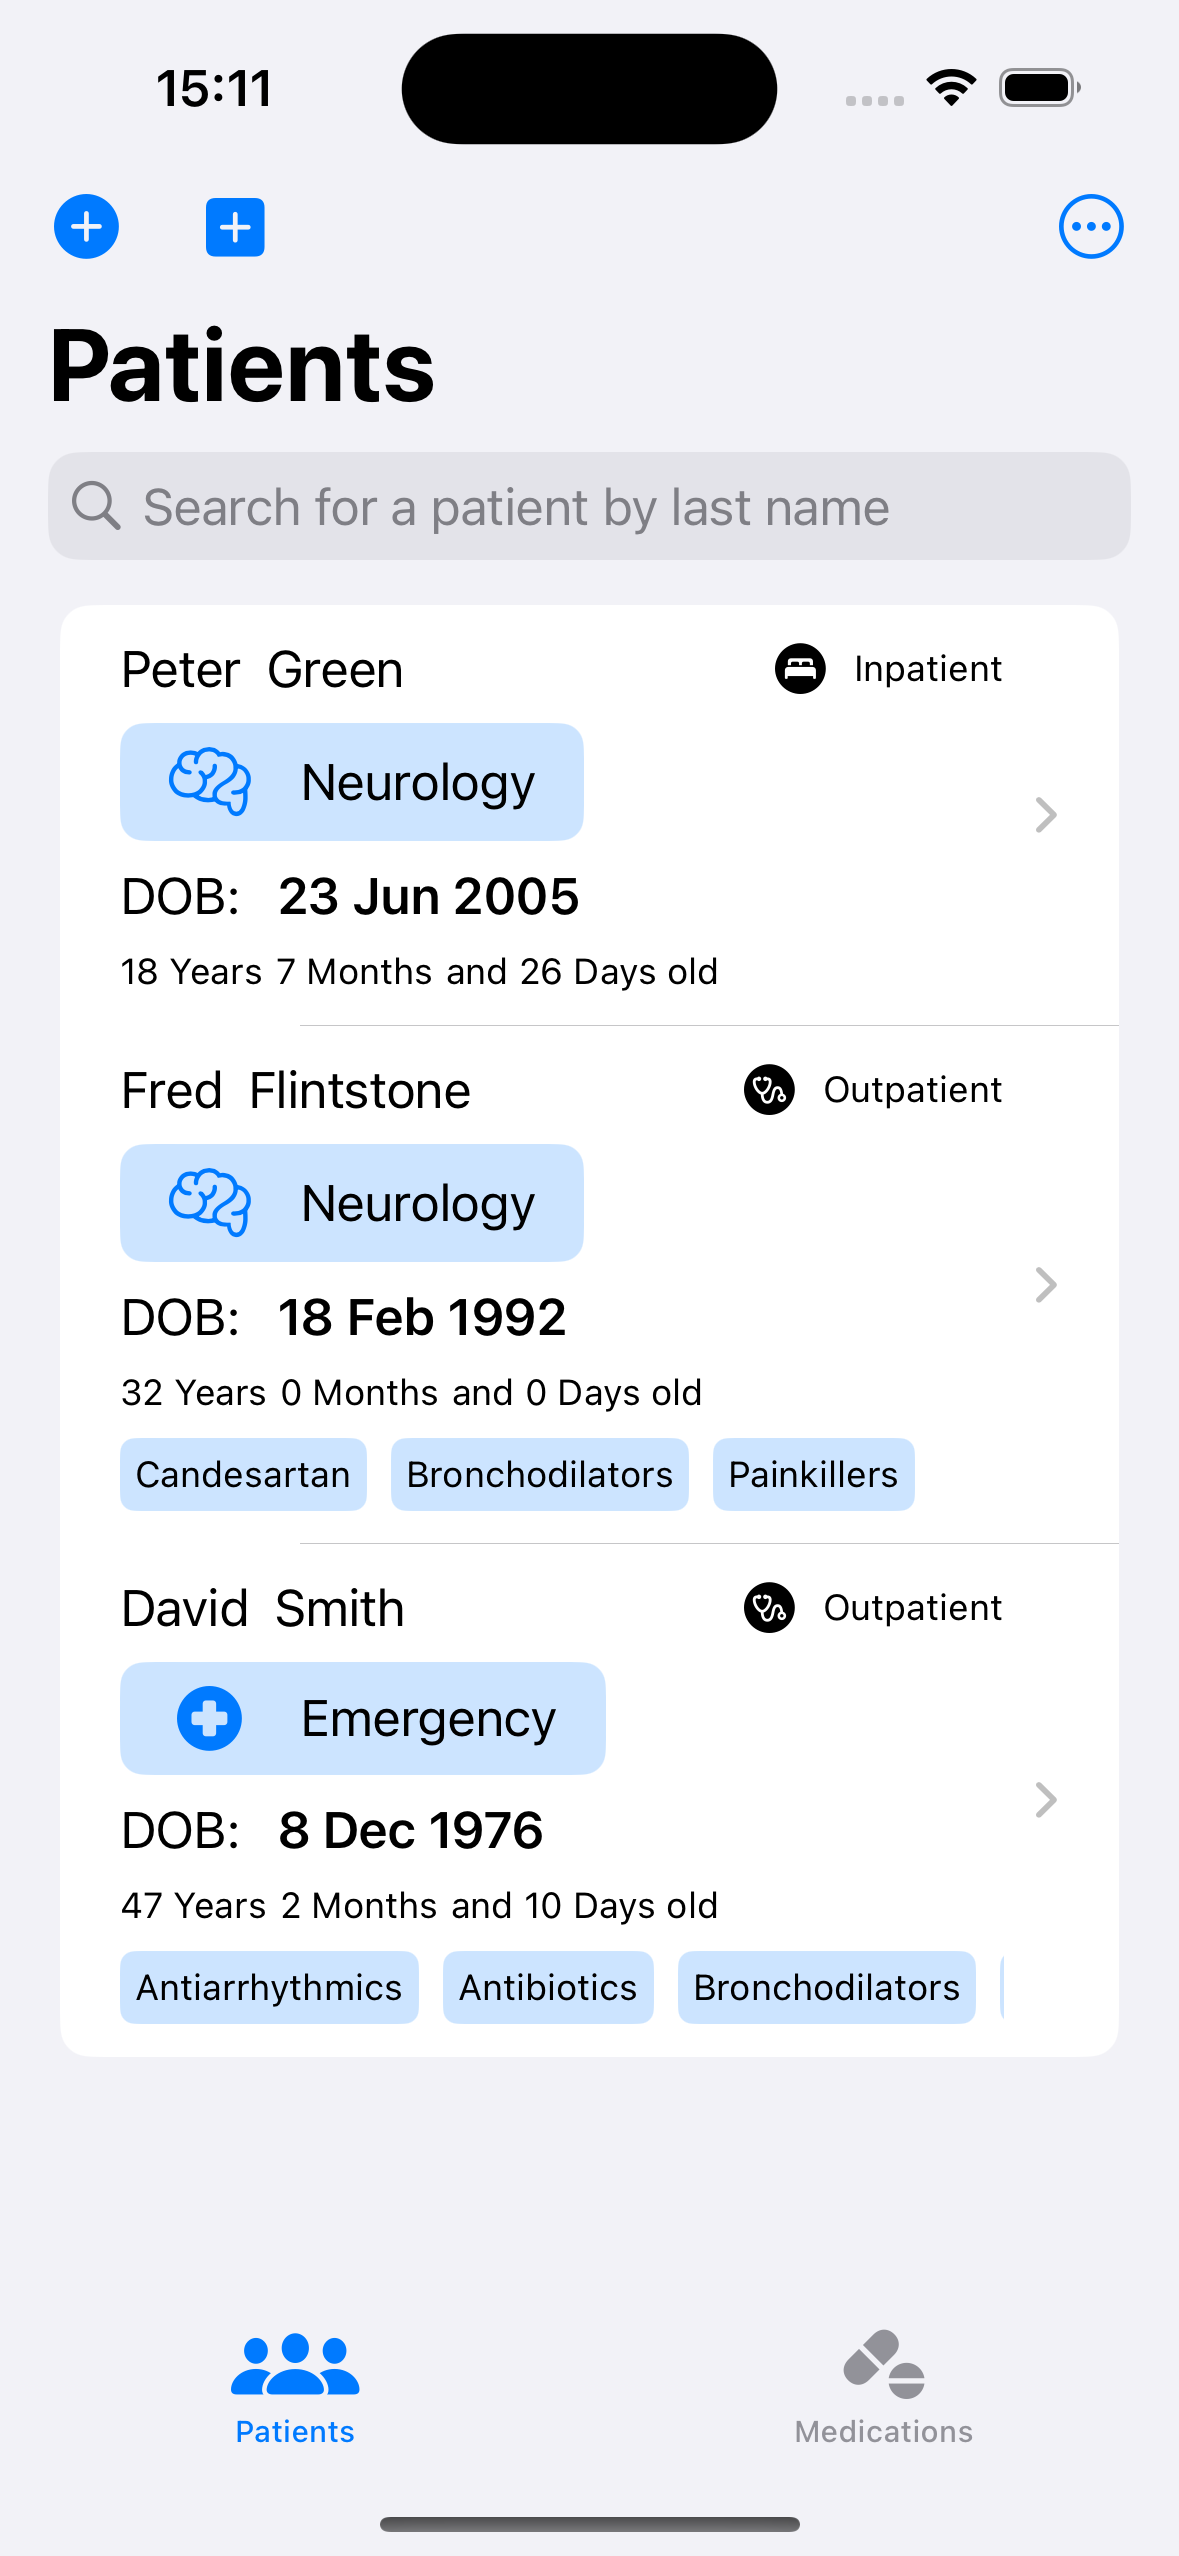 15:11
Patients
Search for a patient by last name
Peter Green
Inpatient
Neurology
DOB: 23 Jun 2005
18 Years 7 Months and 26 Days old
Fred Flintstone
Outpatient
Neurology
DOB: 18 Feb 1992
32 Years 0 Months and 0 Days old
Candesartan Bronchodilators Painkillers
David Smith
Outpatient
Emergency
DOB: 8 Dec 1976
47 Years 2 Months and 10 Days old
Antiarrhythmics Antibiotics Bronchodilators
Patients
Medications